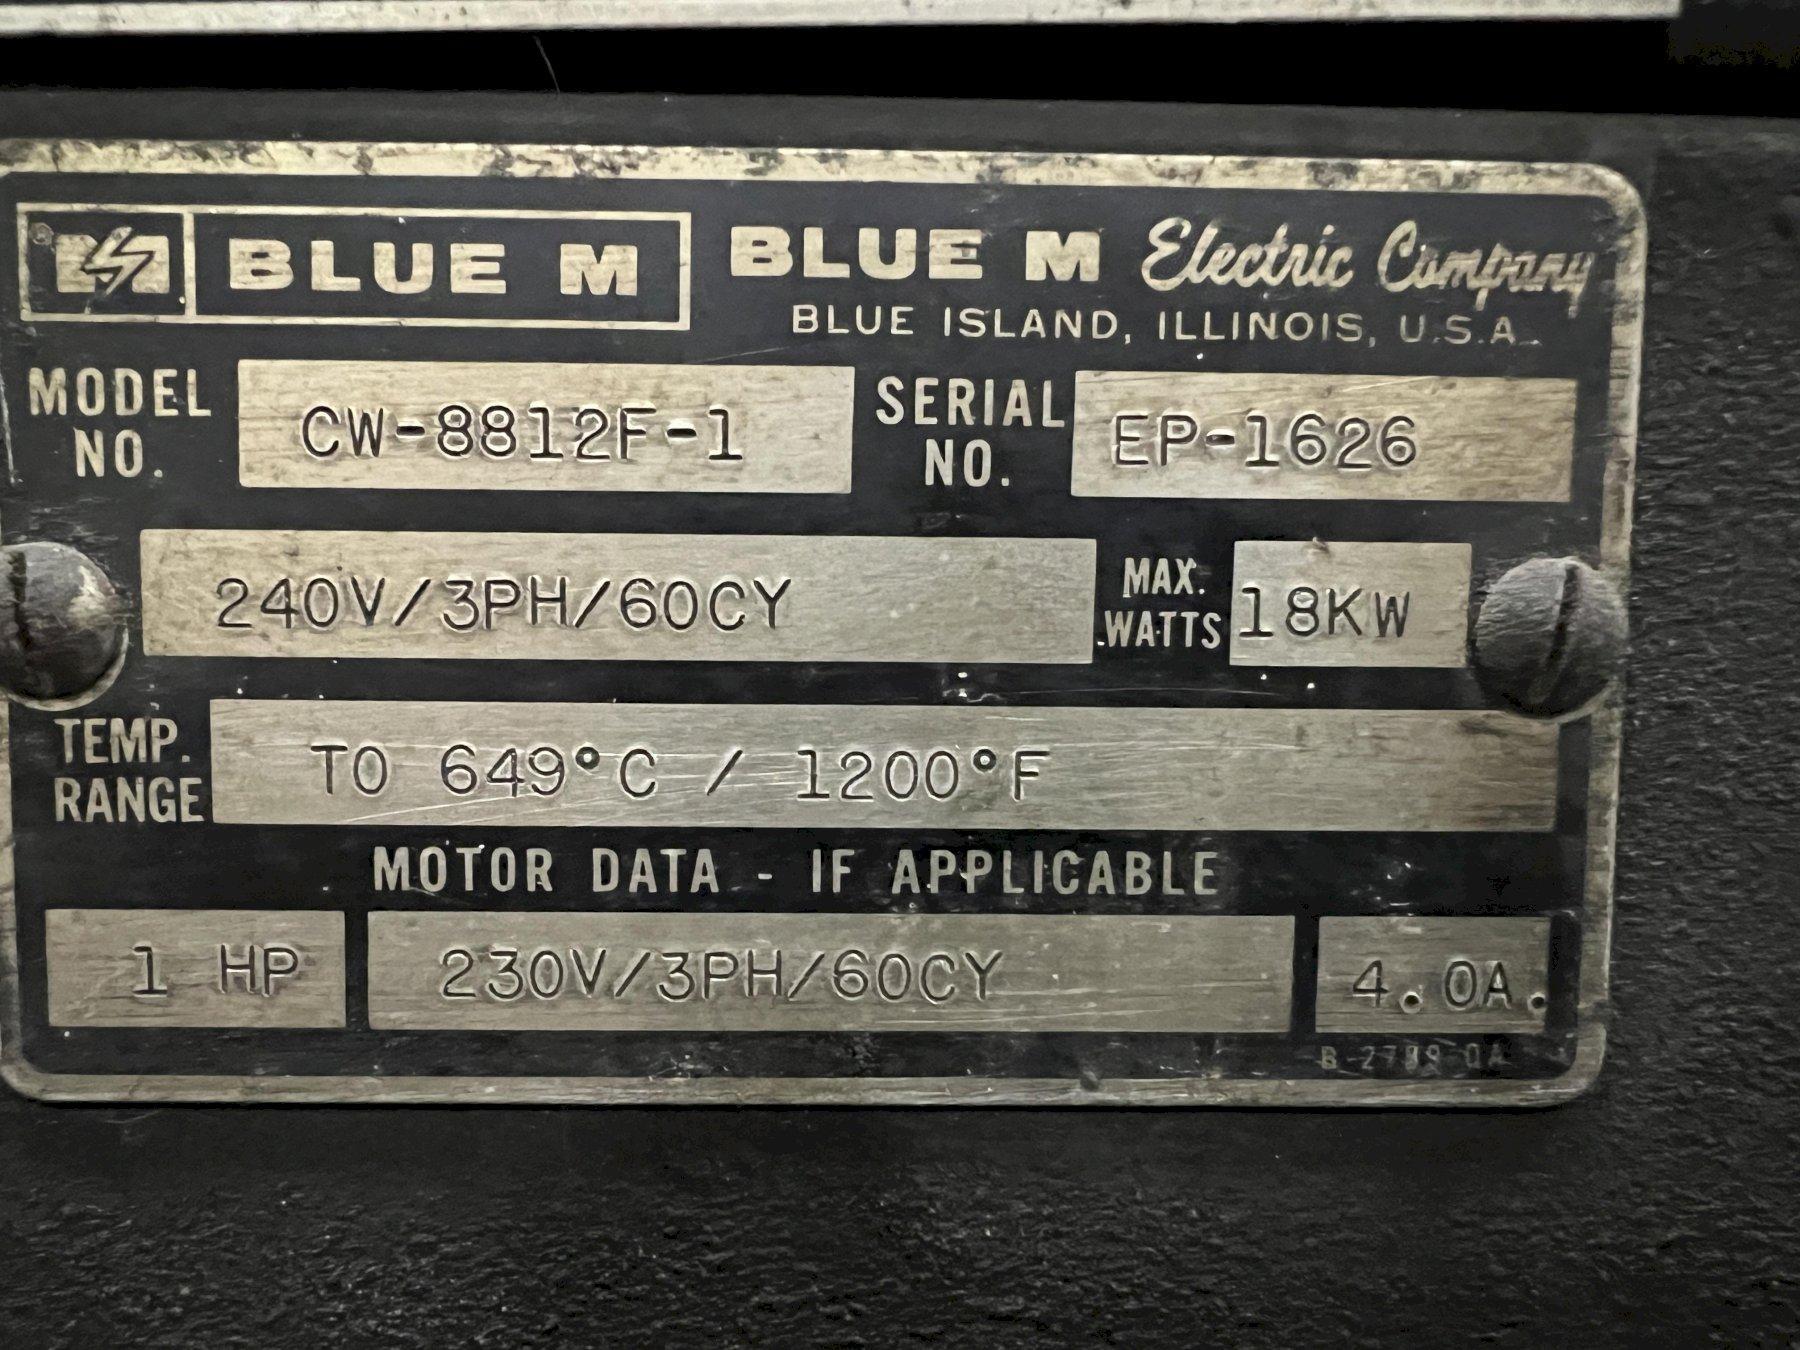 BLUE M
BLUE M Electric Company
BLUE ISLAND, ILLINOIS, U.S.A.
MODEL NO. CW-8812F-1
SERIAL NO. EP-1626
240V/3PH/60CY
MAX. WATTS 18KW
TEMP. RANGE TO 649°C / 1200°F
MOTOR DATA - IF APPLICABLE
1 HP 230V/3PH/60CY 4.0A.